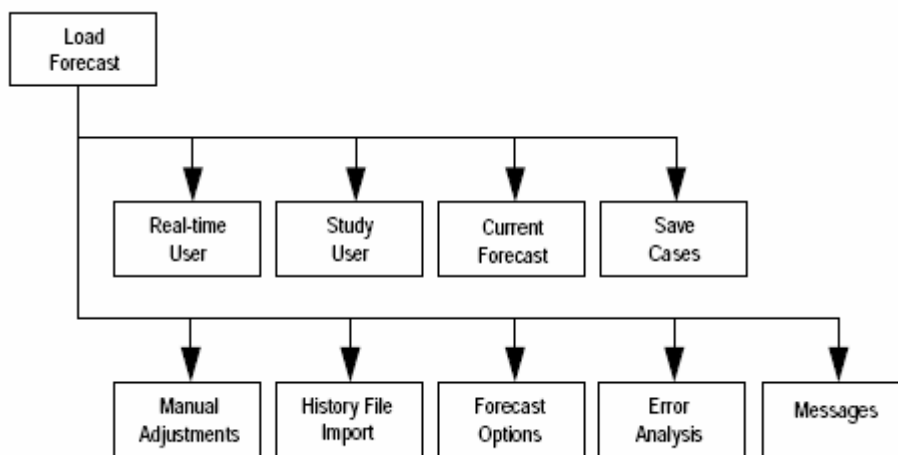 Load
Forecast
Real-time
User
Study
User
Current
Forecast
Save
Cases
Manual
Adjustments
History File
Import
Forecast
Options
Error
Analysis
Messages